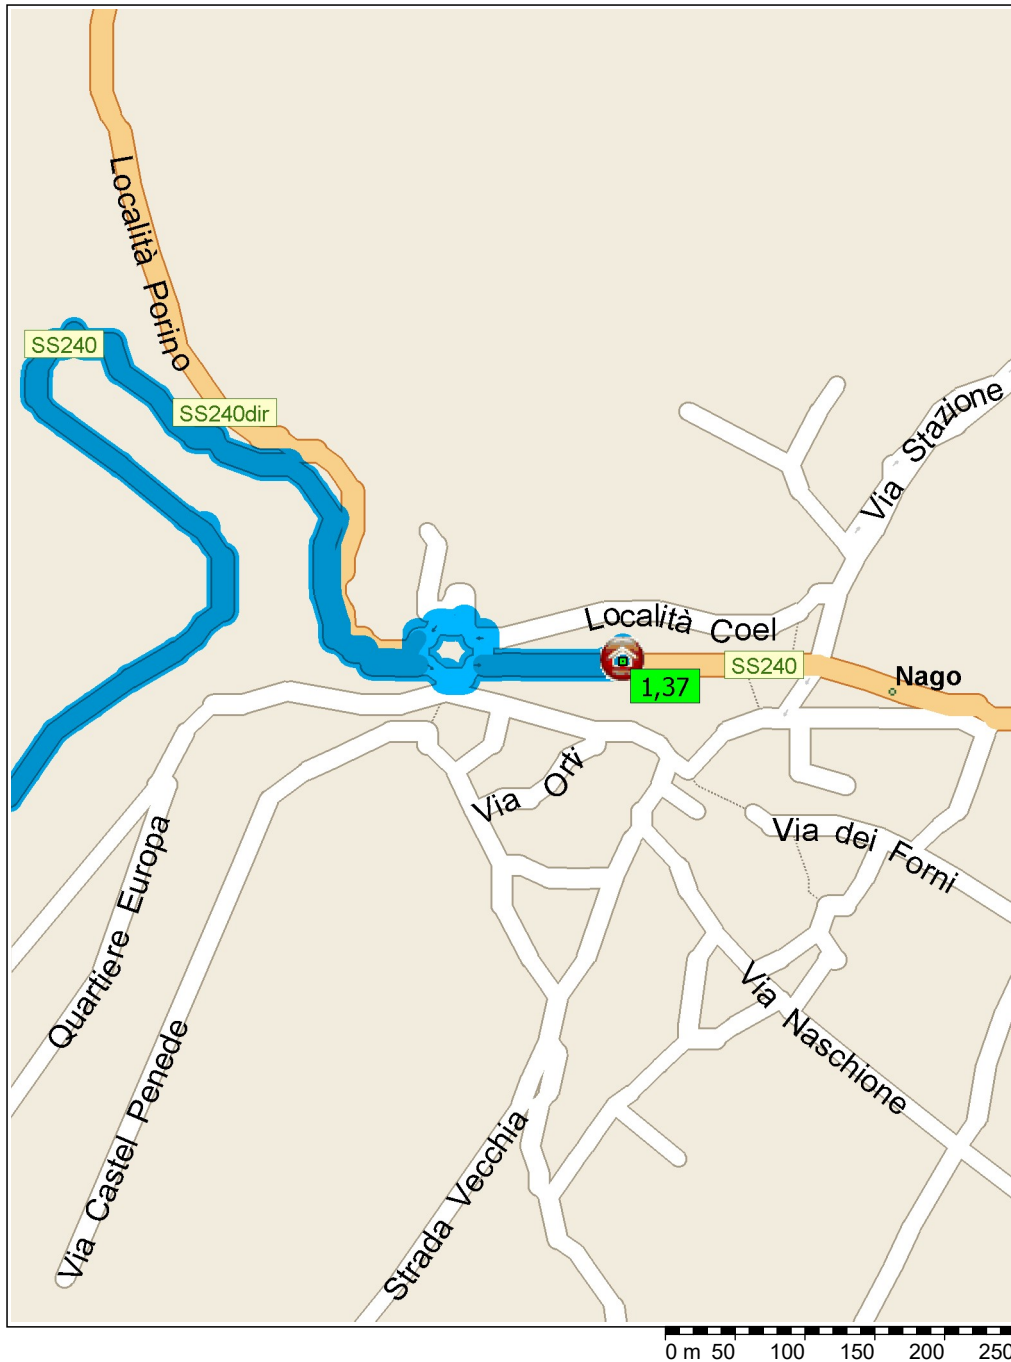 Località Porino
SS240
SS240dir
Via Stazione
Località Coel
SS240
Nago
1,37
Via Orti
Via dei Forni
Quartiere Europa
Via Naschione
Via Castel Penede
Strada Vecchia
0 m 50 100 150 200 250